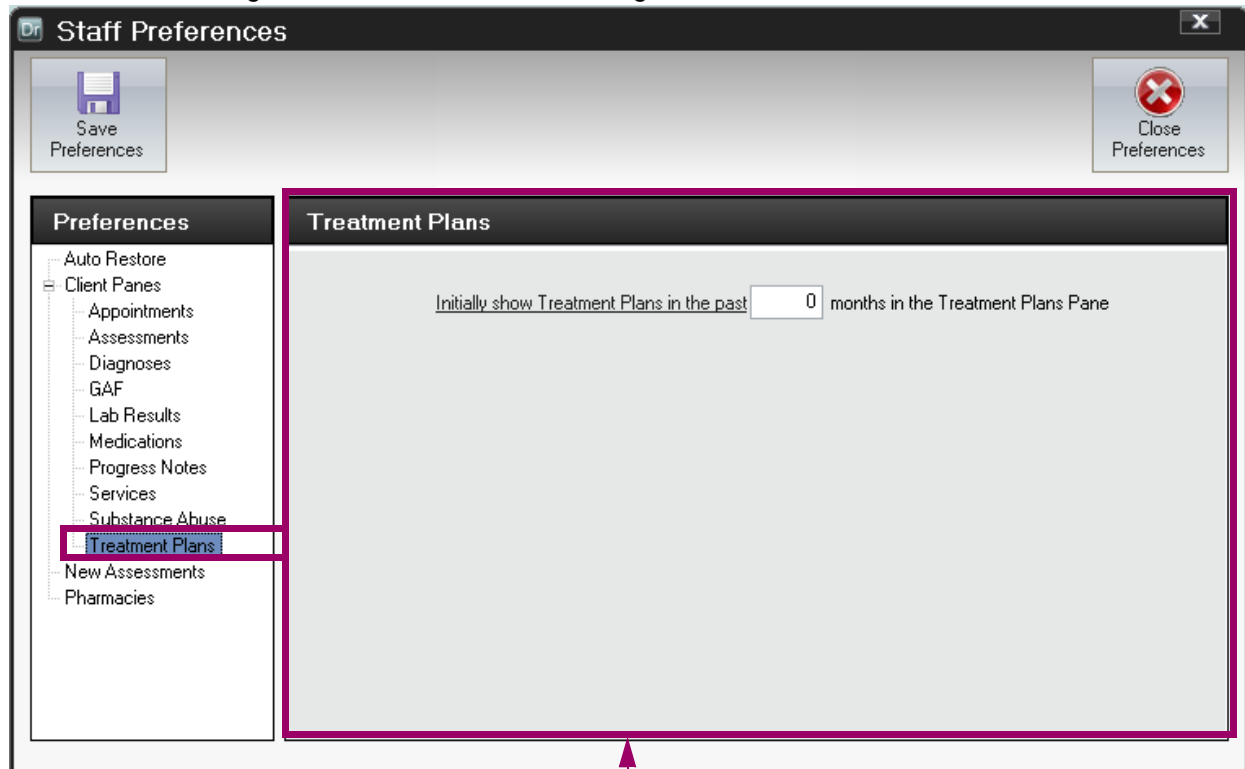 Dr Staff Preferences X
Save
Preferences
Close
Preferences
Preferences
Auto Restore
Client Panes
Appointments
Assessments
Diagnoses
GAF
Lab Results
Medications
Progress Notes
Services
Substance Abuse
Treatment Plans
New Assessments
Pharmacies
Treatment Plans
Initially show Treatment Plans in the past 0 months in the Treatment Plans Pane